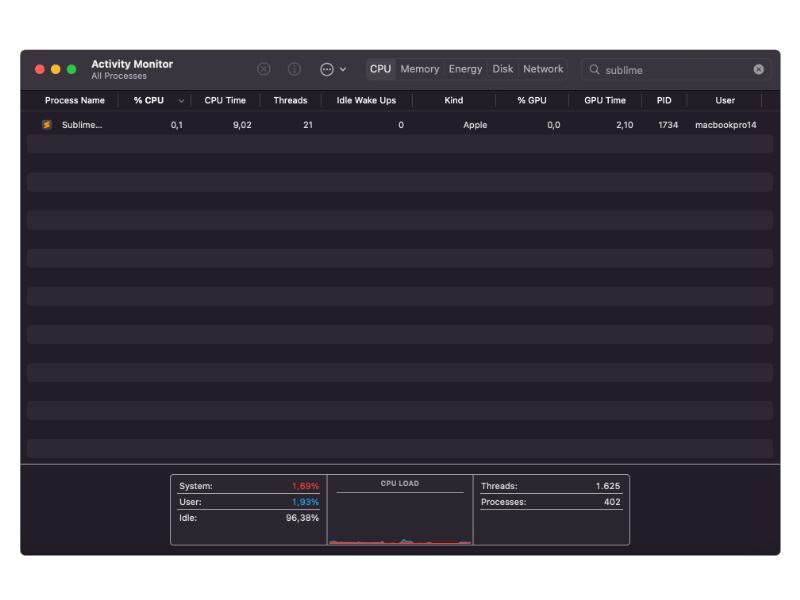 Activity Monitor
All Processes
CPU Memory Energy Disk Network
sublime
Process Name % CPU CPU Time Threads Idle Wake Ups Kind % GPU GPU Time PID User
Sublime... 0,1 9,02 21 0 Apple 0,0 2,10 1734 macbookpro14
System: 1,69%
User: 1,93%
Idle: 96,38%
CPU LOAD
Threads: 1.625
Processes: 402